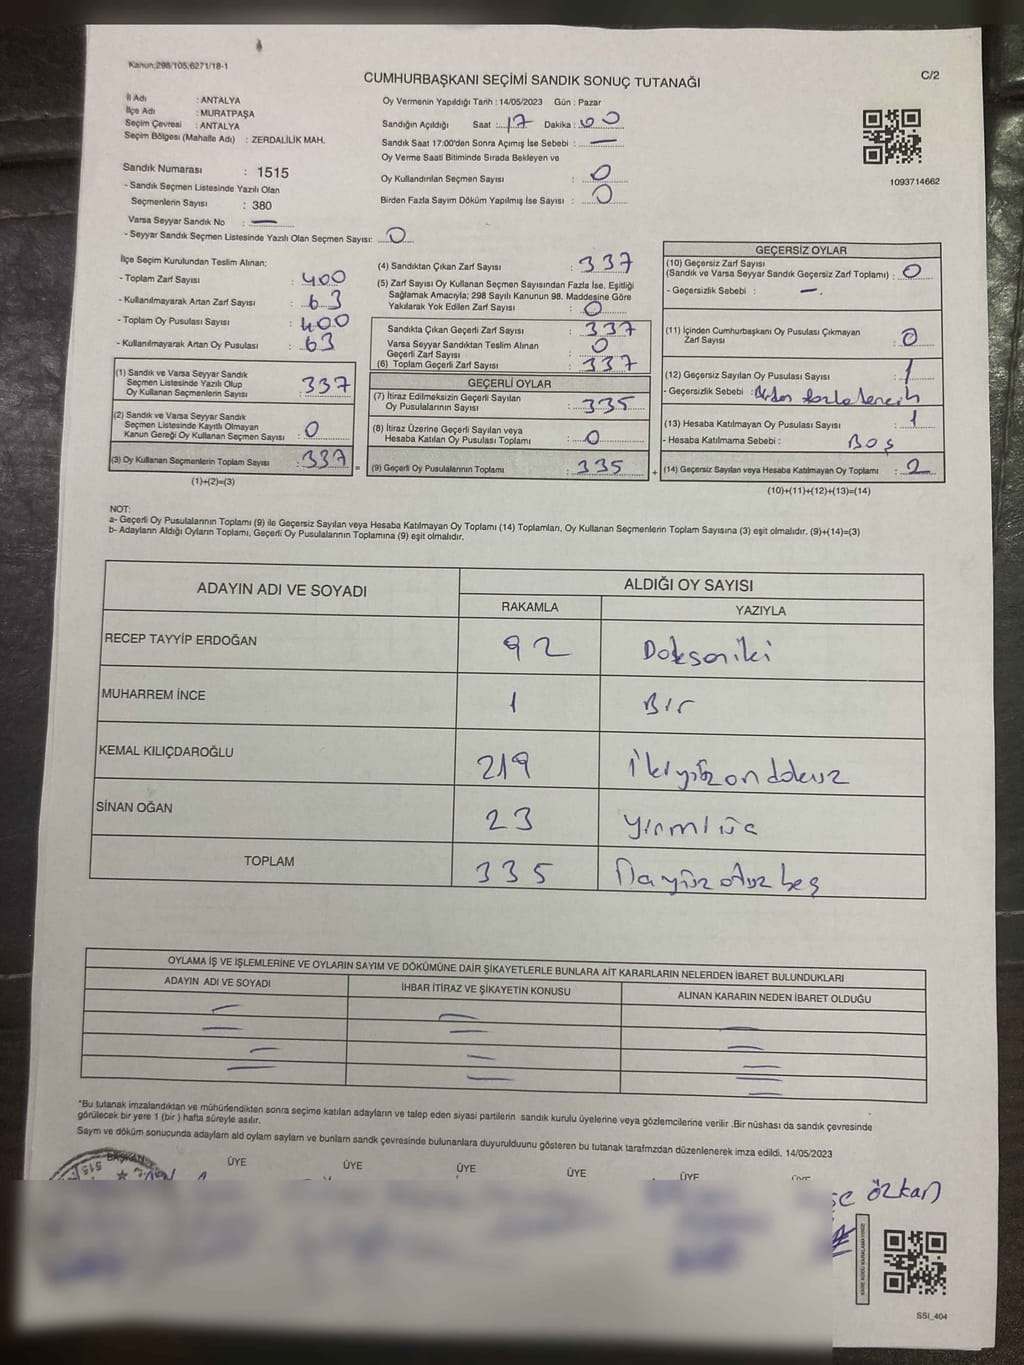 Kanun;298/105,6271/18-1
CUMHURBAŞKANI SEÇİMİ SANDIK SONUÇ TUTANAĞI
C/2
İl Adı : ANTALYA
İlçe Adı : MURATPAŞA
Seçim Çevresi : ANTALYA
Seçim Bölgesi (Mahalle Adı) : ZERDALİLİK MAH.
Sandık Numarası : 1515
- Sandık Seçmen Listesinde Yazılı Olan
Seçmenlerin Sayısı : 380
Varsa Seyyar Sandık No : —
- Seyyar Sandık Seçmen Listesinde Yazılı Olan Seçmen Sayısı: 0
Oy Vermenin Yapıldığı Tarih : 14/05/2023 Gün : Pazar
Sandığın Açıldığı Saat : 17 Dakika : 00
Sandık Saat 17:00'den Sonra Açımış İse Sebebi : —
Oy Verme Saati Bitiminde Sırada Bekleyen ve
Oy Kullandırılan Seçmen Sayısı : 0
Birden Fazla Sayım Döküm Yapılmış İse Sayısı : 0
1093714662
İlçe Seçim Kurulundan Teslim Alınan;
- Toplam Zarf Sayısı : 400
- Kullanılmayarak Artan Zarf Sayısı : 63
- Toplam Oy Pusulası Sayısı : 400
- Kullanılmayarak Artan Oy Pusulası : 63
(1) Sandık ve Varsa Seyyar Sandık
Seçmen Listesinde Yazılı Olup
Oy Kullanan Seçmenlerin Sayısı : 337
(2) Sandık ve Varsa Seyyar Sandık
Seçmen Listesinde Kayıtlı Olmayan
Kanun Gereği Oy Kullanan Seçmen Sayısı : 0
(3) Oy Kullanan Seçmenlerin Toplam Sayısı : 337
(1)+(2)=(3)
(4) Sandıktan Çıkan Zarf Sayısı : 337
(5) Zarf Sayısı Oy Kullanan Seçmen Sayısından Fazla İse, Eşitliği
Sağlamak Amacıyla; 298 Sayılı Kanunun 98. Maddesine Göre
Yakılarak Yok Edilen Zarf Sayısı : 0
Sandıkta Çıkan Geçerli Zarf Sayısı : 337
Varsa Seyyar Sandıktan Teslim Alınan
Geçerli Zarf Sayısı : 0
(6) Toplam Geçerli Zarf Sayısı : 337
GEÇERLİ OYLAR
(7) İtiraz Edilmeksizin Geçerli Sayılan
Oy Pusulalarının Sayısı : 335
(8) İtiraz Üzerine Geçerli Sayılan veya
Hesaba Katılan Oy Pusulası Toplamı : 0
= (9) Geçerli Oy Pusulalarının Toplamı : 335 +
GEÇERSİZ OYLAR
(10) Geçersiz Zarf Sayısı
(Sandık ve Varsa Seyyar Sandık Geçersiz Zarf Toplamı) : 0
- Geçersizlik Sebebi : —.
(11) İçinden Cumhurbaşkanı Oy Pusulası Çıkmayan
Zarf Sayısı : 0
(12) Geçersiz Sayılan Oy Pusulası Sayısı : 1
- Geçersizlik Sebebi : Birden fazla tercih
(13) Hesaba Katılmayan Oy Pusulası Sayısı : 1
- Hesaba Katılmama Sebebi : Boş
(14) Geçersiz Sayılan veya Hesaba Katılmayan Oy Toplamı : 2
(10)+(11)+(12)+(13)=(14)
NOT:
a- Geçerli Oy Pusulalarının Toplamı (9) ile Geçersiz Sayılan veya Hesaba Katılmayan Oy Toplamı (14) Toplamları, Oy Kullanan Seçmenlerin Toplam Sayısına (3) eşit olmalıdır. (9)+(14)=(3)
b- Adayların Aldığı Oyların Toplamı, Geçerli Oy Pusulalarının Toplamına (9) eşit olmalıdır.
ADAYIN ADI VE SOYADI ALDIĞI OY SAYISI
RAKAMLA YAZIYLA
RECEP TAYYİP ERDOĞAN 92 Doksaniki
MUHARREM İNCE 1 Bir
KEMAL KILIÇDAROĞLU 219 İkiyüzondokuz
SİNAN OĞAN 23 Yirmiüç
TOPLAM 335 Üçyüzotuzbeş
OYLAMA İŞ VE İŞLEMLERİNE VE OYLARIN SAYIM VE DÖKÜMÜNE DAİR ŞİKAYETLERLE BUNLARA AİT KARARLARIN NELERDEN İBARET BULUNDUKLARI
ADAYIN ADI VE SOYADI İHBAR İTİRAZ VE ŞİKAYETİN KONUSU ALINAN KARARIN NEDEN İBARET OLDUĞU
*Bu tutanak imzalandıktan ve mühürlendikten sonra seçime katılan adayların ve talep eden siyasi partilerin sandık kurulu üyelerine veya gözlemcilerine verilir .Bir nüshası da sandık çevresinde
görülecek bir yere 1 (bir ) hafta süreyle asılır.
Sayım ve döküm sonucunda adaylarn ald oylarn saylarn ve bunlarn sandk çevresinde bulunanlara duyurulduunu gösteren bu tutanak tarafmzdan düzenlenerek imza edildi. 14/05/2023
BAŞKAN ÜYE ÜYE ÜYE ÜYE ÜYE
Özkan
KARE KODU KARALAMAYINIZ!
SSI_404